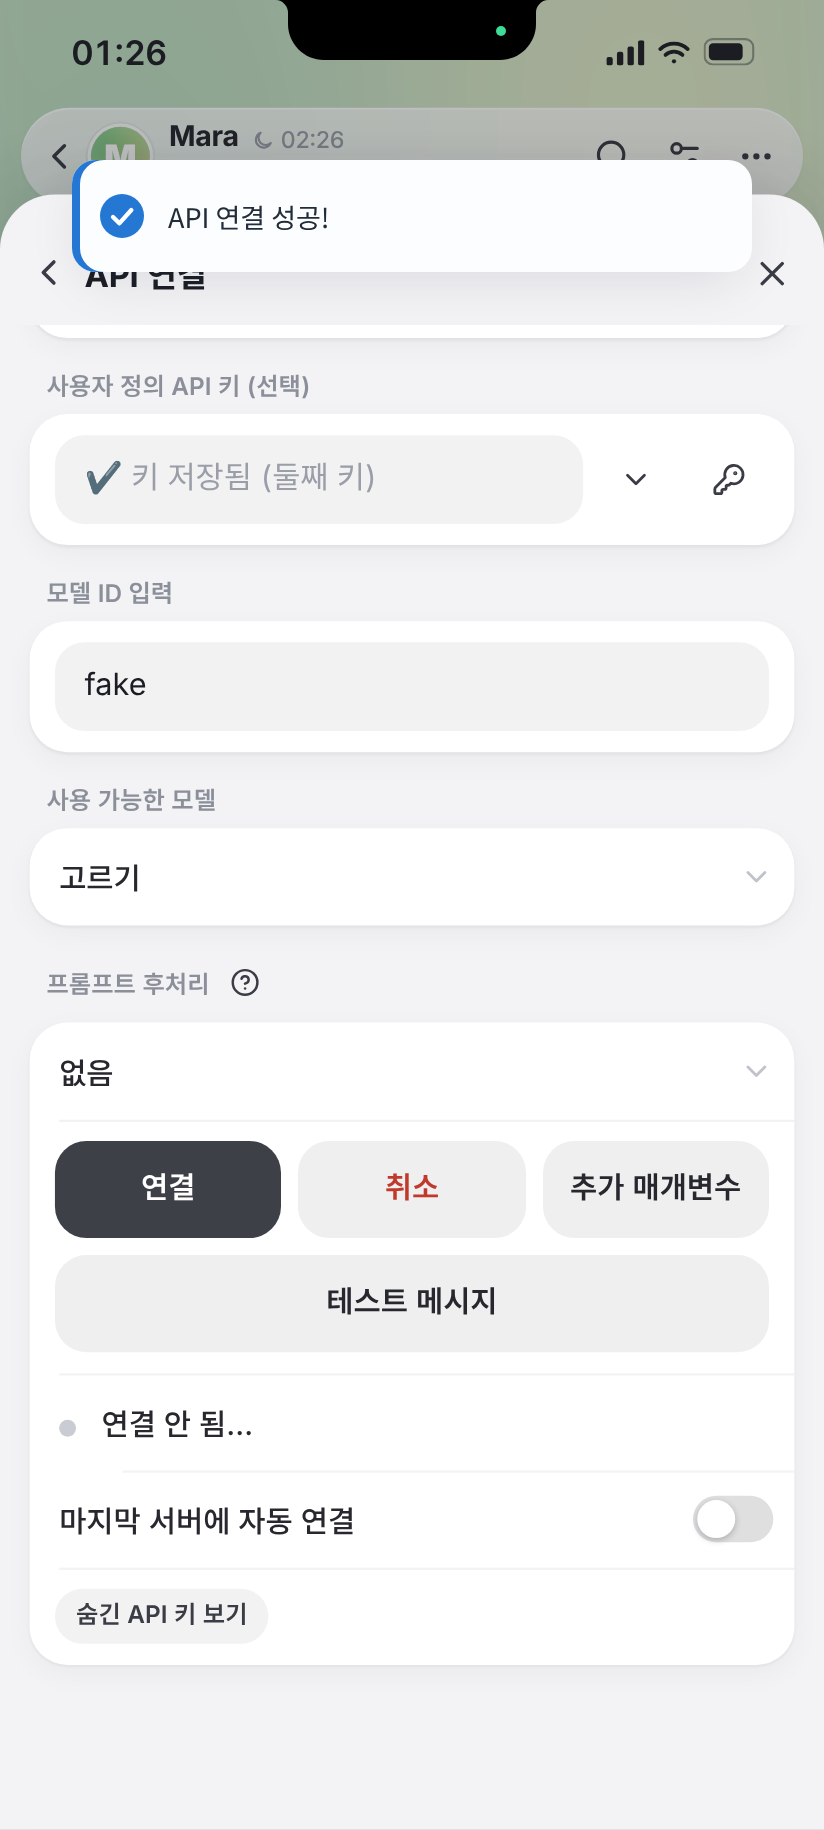 01:26
Mara 02:26
M
API 연결 성공!
API 연결
사용자 정의 API 키 (선택)
✔️ 키 저장됨 (둘째 키)
모델 ID 입력
fake
사용 가능한 모델
고르기
프롬프트 후처리
없음
연결
취소
추가 매개변수
테스트 메시지
연결 안 됨...
마지막 서버에 자동 연결
숨긴 API 키 보기